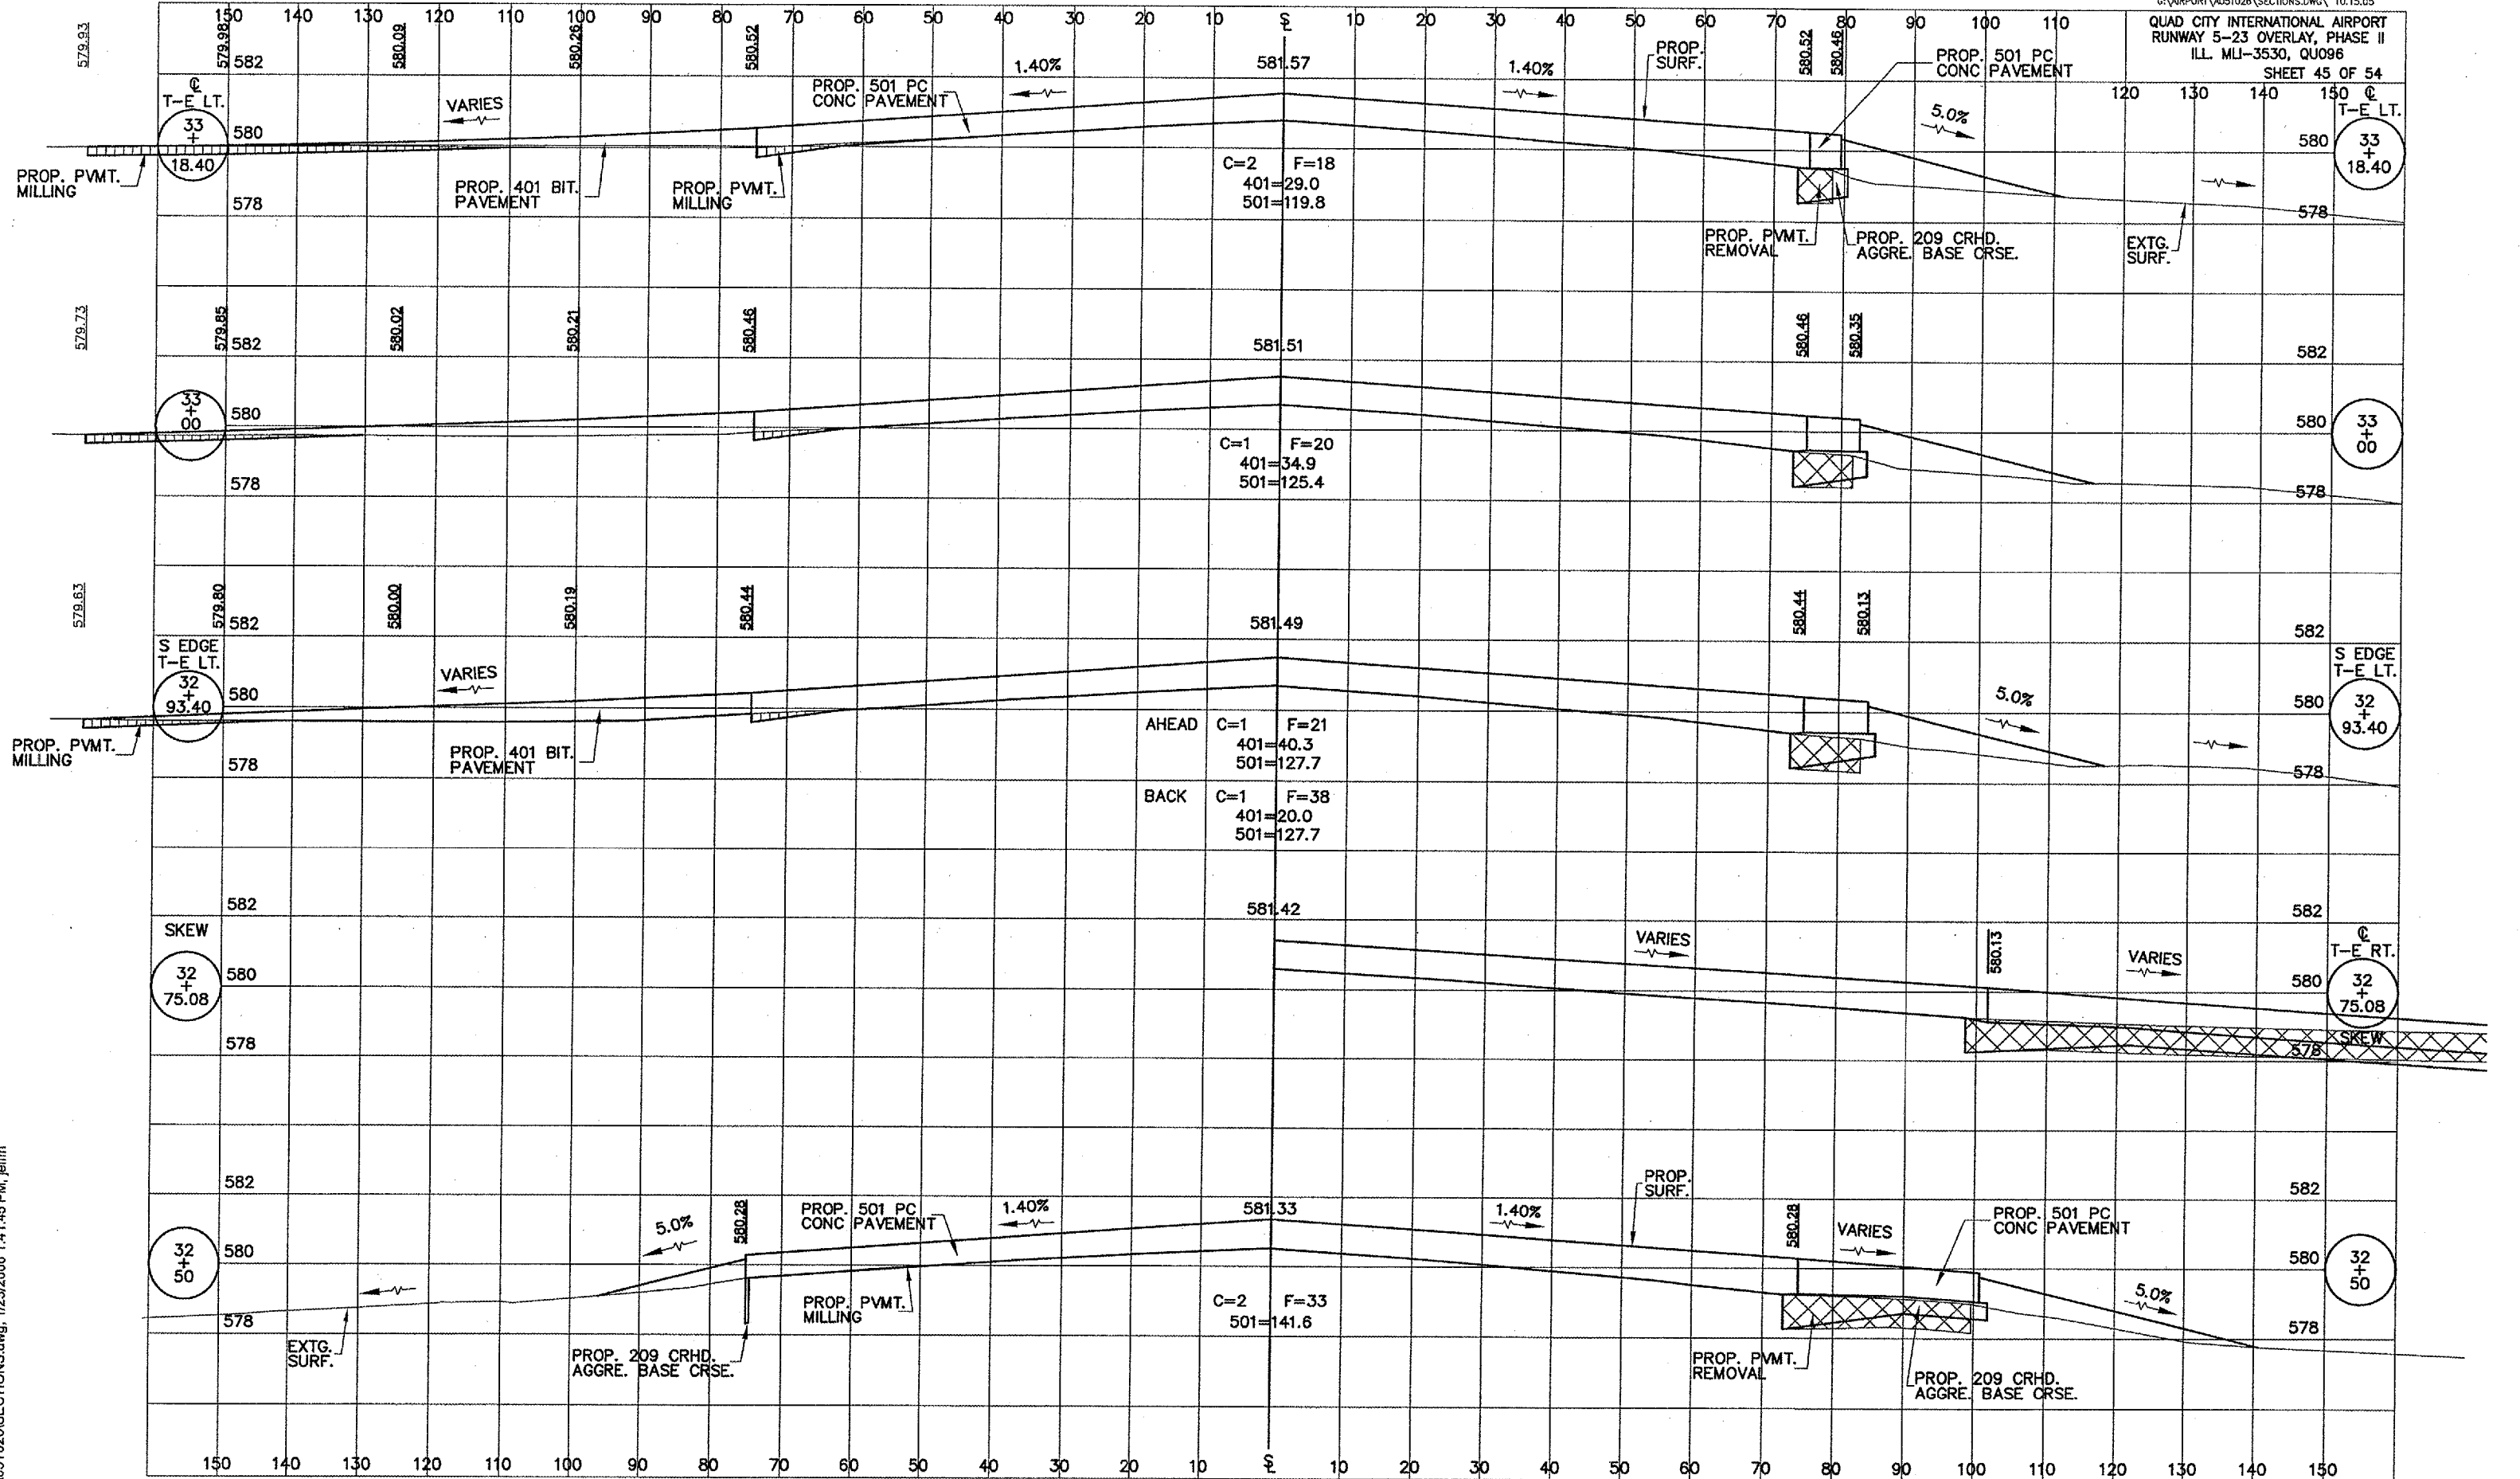 G:\AIRPORT\AU51026\SECTIONS.DWG\ 10.15.05
QUAD CITY INTERNATIONAL AIRPORT
RUNWAY 5-23 OVERLAY, PHASE II
ILL. MLI-3530, QU096
SHEET 45 OF 54
150 140 130 120 110 100 90 80 70 60 50 40 30 20 10 ℄ 10 20 30 40 50 60 70 80 90 100 110
120 130 140 150
579.93 579.98 580.09 580.26 580.52 581.57 580.52 580.46
582
℄
T-E LT.
33
+
18.40
580
578
PROP. PVMT.
MILLING
VARIES
PROP. 401 BIT.
PAVEMENT
PROP. 501 PC
CONC PAVEMENT
PROP. PVMT.
MILLING
1.40%
1.40%
PROP.
SURF.
PROP. 501 PC
CONC PAVEMENT
5.0%
C=2 F=18
401=29.0
501=119.8
PROP. PVMT.
REMOVAL
PROP. 209 CRHD.
AGGRE. BASE CRSE.
EXTG.
SURF.
℄
T-E LT.
580
33
+
18.40
578
579.73 579.85 580.02 580.21 580.46 581.51 580.46 580.35
582
582
33
+
00
580
578
C=1 F=20
401=34.9
501=125.4
580
33
+
00
578
579.63 579.80 580.00 580.19 580.44 581.49 580.44 580.13
582
582
S EDGE
T-E LT.
32
+
93.40
580
578
PROP. PVMT.
MILLING
VARIES
PROP. 401 BIT.
PAVEMENT
AHEAD C=1 F=21
401=40.3
501=127.7
BACK C=1 F=38
401=20.0
501=127.7
5.0%
S EDGE
T-E LT.
580
32
+
93.40
578
582
581.42
582
SKEW
32
+
75.08
580
578
VARIES
580.13
VARIES
℄
T-E RT.
580
32
+
75.08
SKEW
578
582
582
32
+
50
580
578
5.0%
580.28
PROP. 501 PC
CONC PAVEMENT
1.40%
581.33
1.40%
PROP.
SURF.
580.28
VARIES
PROP. 501 PC
CONC PAVEMENT
5.0%
EXTG.
SURF.
PROP. 209 CRHD.
AGGRE. BASE CRSE.
PROP. PVMT.
MILLING
C=2 F=33
501=141.6
PROP. PVMT.
REMOVAL
PROP. 209 CRHD.
AGGRE. BASE CRSE.
580
32
+
50
578
150 140 130 120 110 100 90 80 70 60 50 40 30 20 10 ℄ 10 20 30 40 50 60 70 80 90 100 110 120 130 140 150